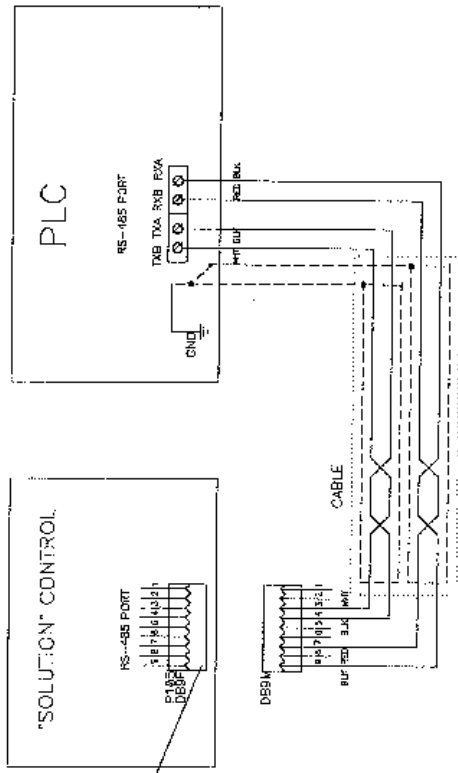 PLC
RS-485 PORT
TXB TXA RXB RXA
WHT BLK
RED BLK
GND
CABLE
"SOLUTION" CONTROL
RS-485 PORT
DB9F
DB9M
WHT
BLK
RED